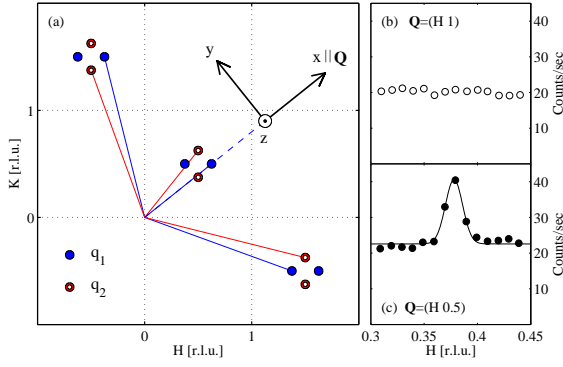 (a)
y
x || Q
z
1
0
K [r.l.u.]
q1
q2
0
1
H [r.l.u.]
(b) Q=(H 1)
40
30
20
10
Counts/sec
40
30
20
10
Counts/sec
(c) Q=(H 0.5)
0.3
0.35
0.4
0.45
H [r.l.u.]